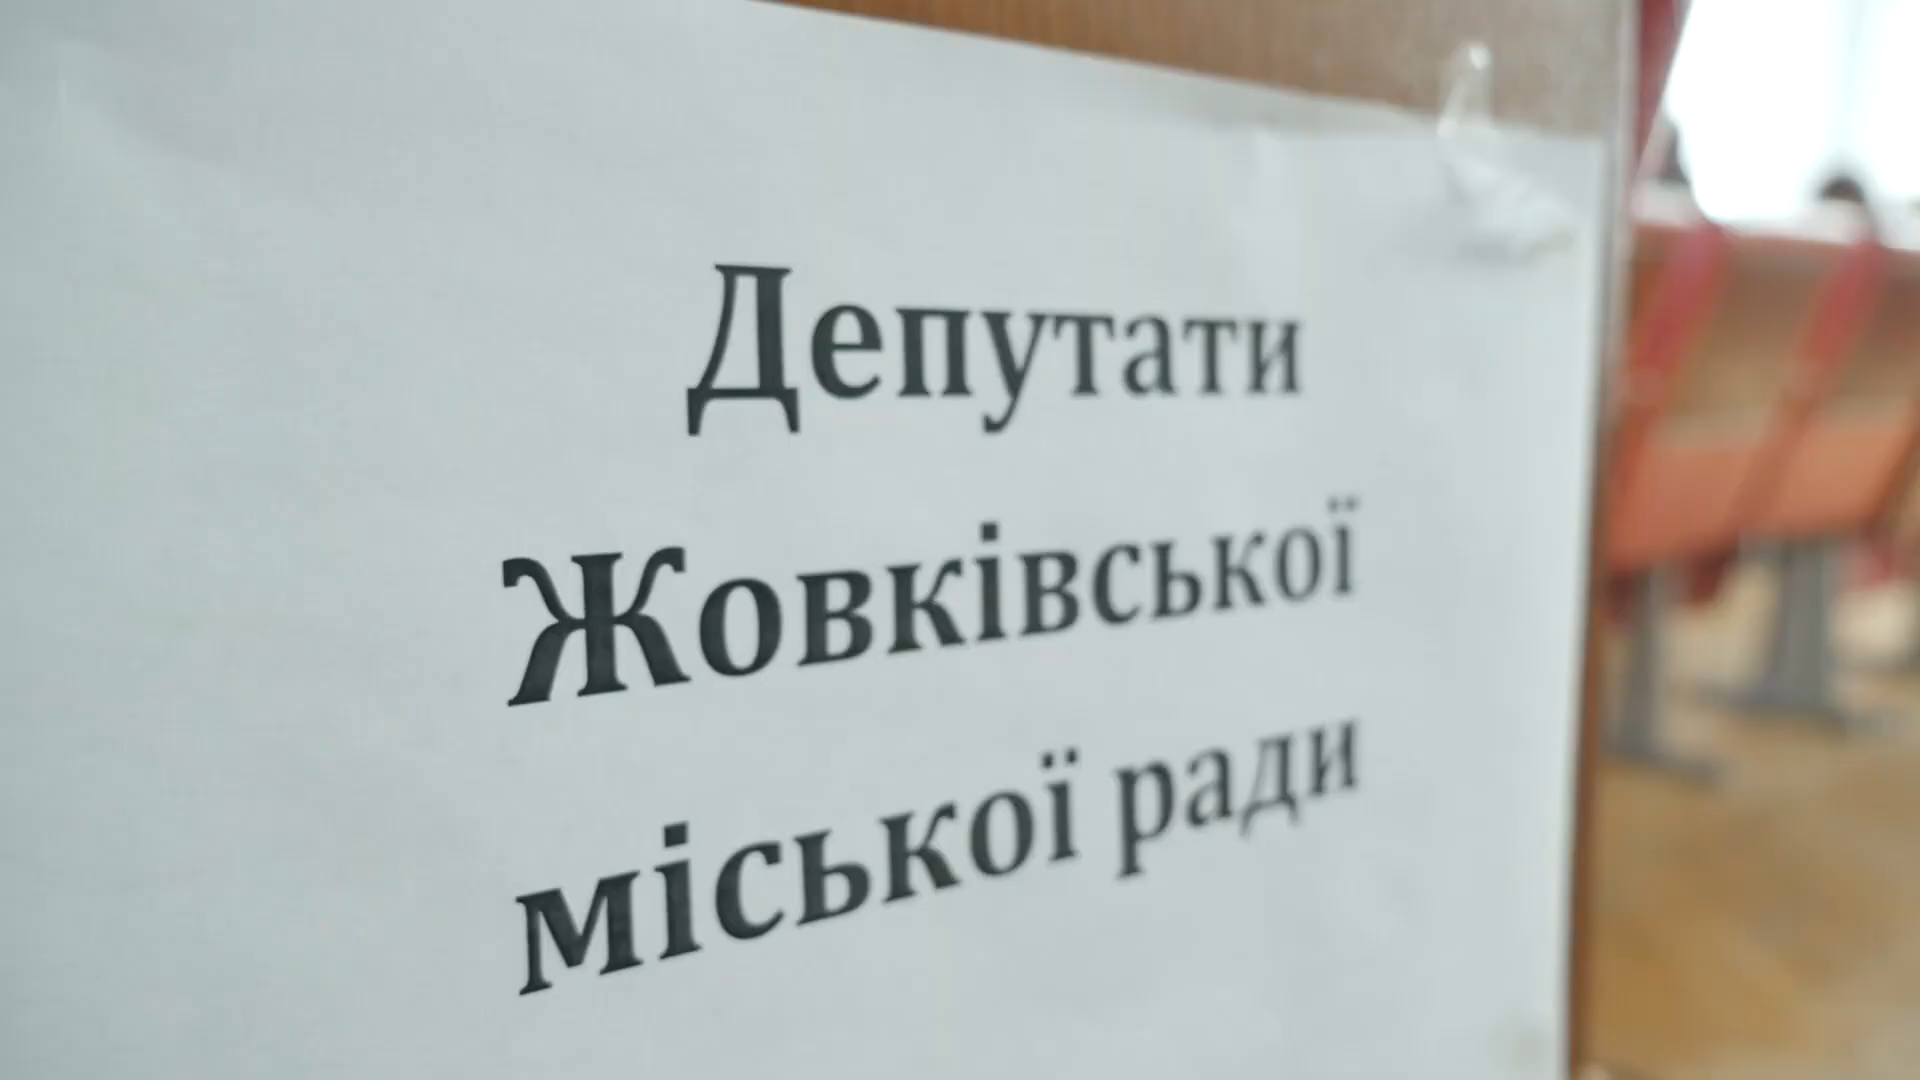 Депутати
Жовківської
міської ради